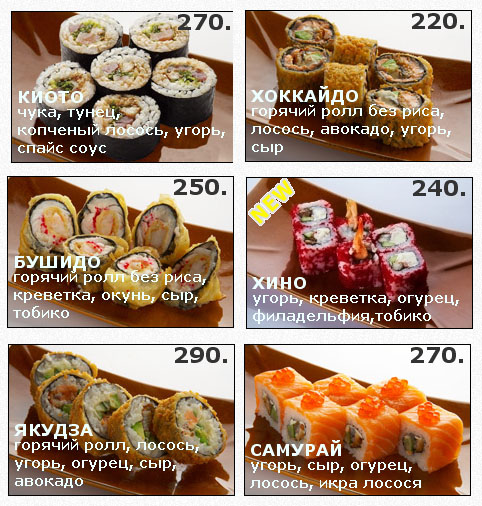 270.
КИОТО
чука, тунец,
копченый лосось, угорь,
спайс соус
220.
ХОККАЙДО
горячий ролл без риса,
лосось, авокадо, угорь,
сыр
250.
БУШИДО
горячий ролл без риса,
креветка, окунь, сыр,
тобико
NEW
240.
ХИНО
угорь, креветка, огурец,
филадельфия,тобико
290.
ЯКУДЗА
горячий ролл, лосось,
угорь, огурец, сыр,
авокадо
270.
САМУРАЙ
угорь, сыр, огурец,
лосось, икра лосося